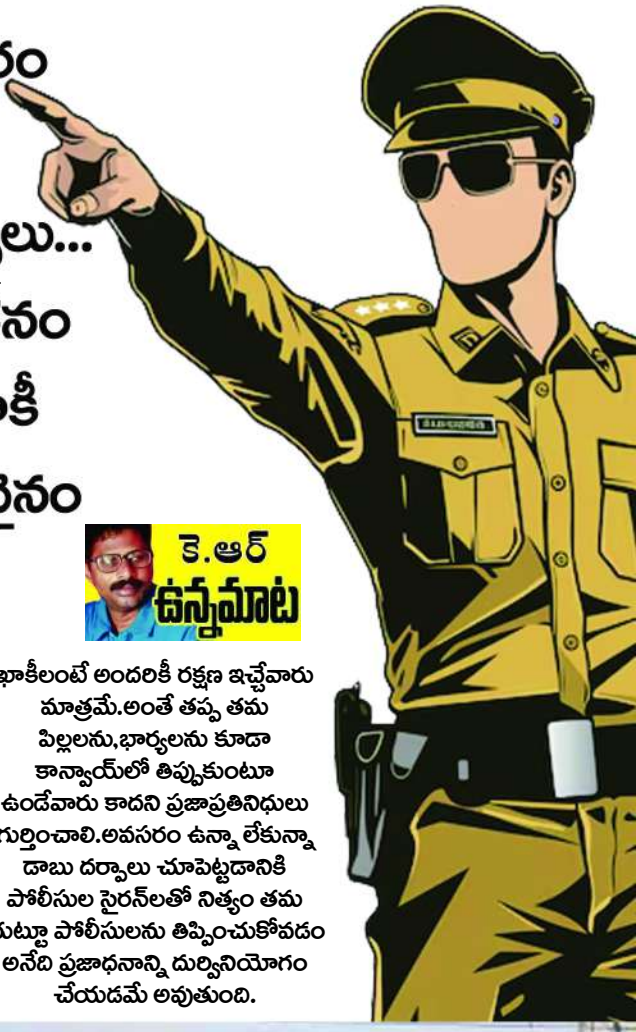 కె.ఆర్
ఉన్నమాట
ఖాకీలంటే అందరికీ రక్షణ ఇచ్చేవారు
మాత్రమే.అంతే తప్ప తమ
పిల్లలను,భార్యలను కూడా
కాన్వాయ్‌లో తిప్పుకుంటూ
ఉండేవారు కాదని ప్రజాప్రతినిధులు
గుర్తించాలి.అవసరం ఉన్నా లేకున్నా
డాబు దర్పాలు చూపెట్టడానికి
పోలీసుల సైరన్‌లతో నిత్యం తమ
చుట్టూ పోలీసులను తిప్పించుకోవడం
అనేది ప్రజాధనాన్ని దుర్వినియోగం
చేయడమే అవుతుంది.